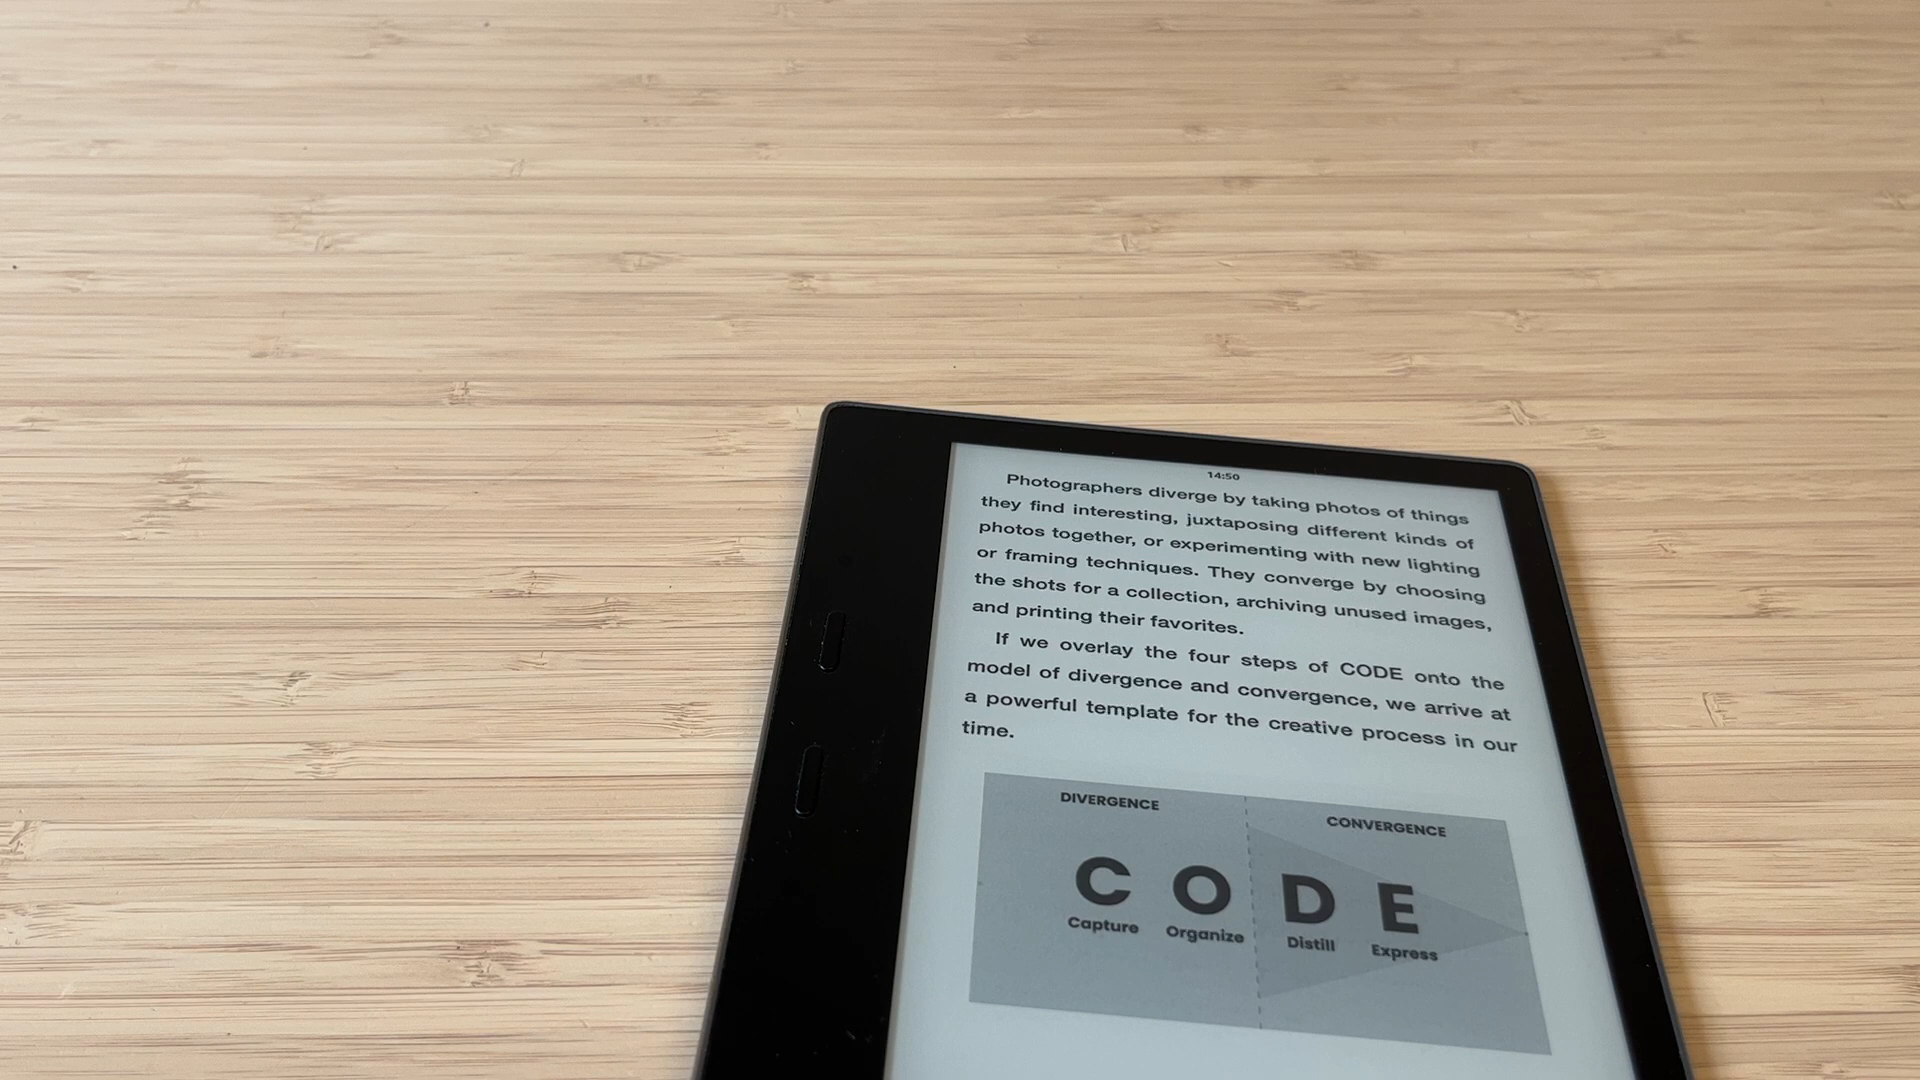 14:50
Photographers diverge by taking photos of things
they find interesting, juxtaposing different kinds of
photos together, or experimenting with new lighting
or framing techniques. They converge by choosing
the shots for a collection, archiving unused images,
and printing their favorites.
If we overlay the four steps of CODE onto the
model of divergence and convergence, we arrive at
a powerful template for the creative process in our
time.
DIVERGENCE CONVERGENCE
C O D E
Capture Organize Distill Express